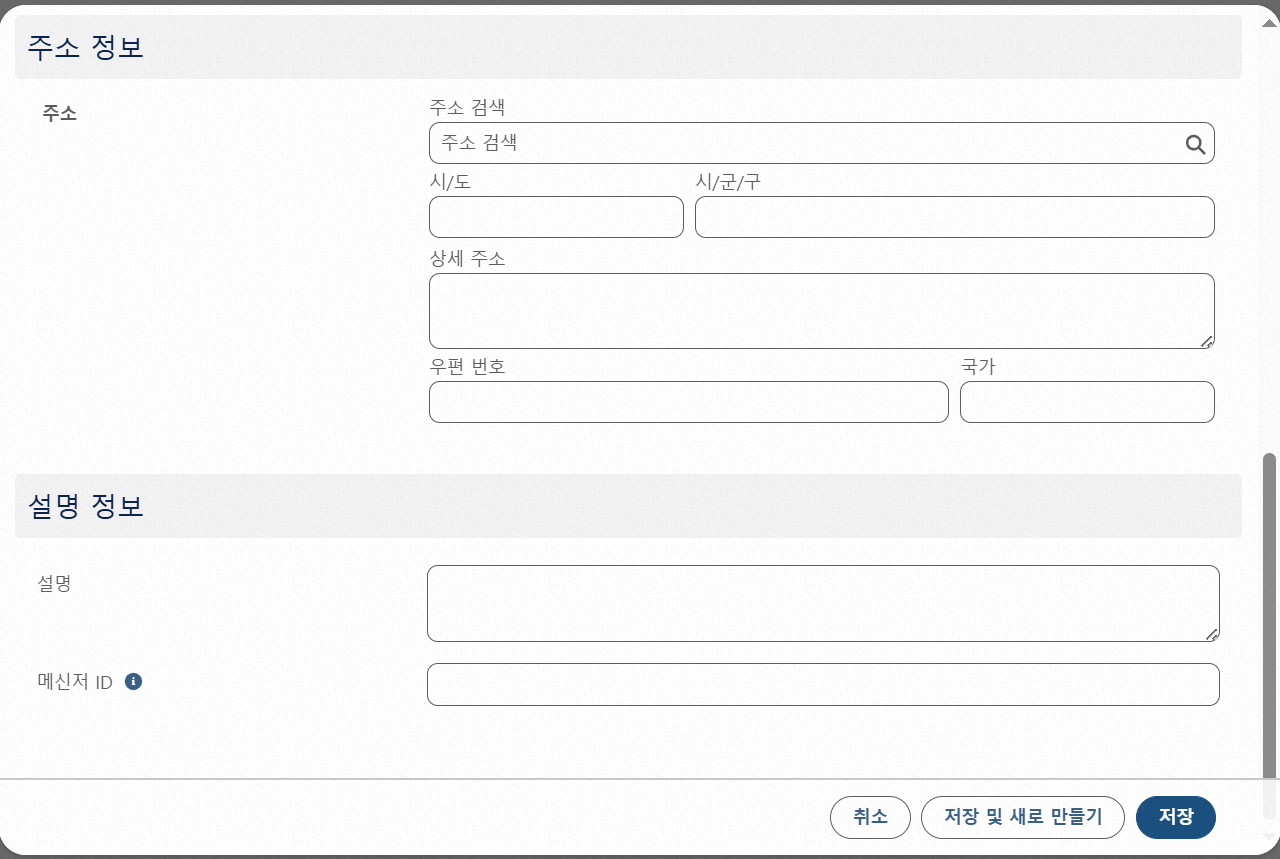 주소 정보
주소
주소 검색
주소 검색
시/도 시/군/구
상세 주소
우편 번호 국가
설명 정보
설명
메신저 ID
취소 저장 및 새로 만들기 저장